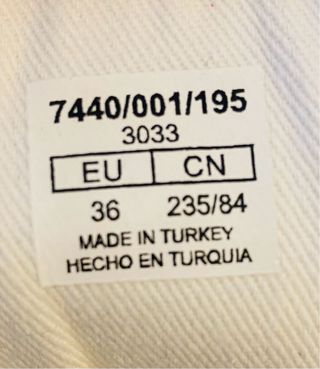 7440/001/195
3033
EU CN
36 235/84
MADE IN TURKEY
HECHO EN TURQUIA